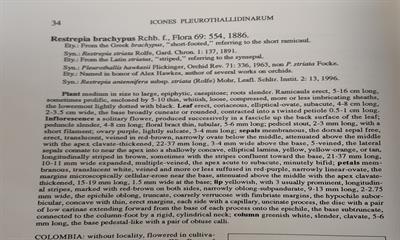 34 ICONES PLEUROTHALLIDINARUM
Restrepia brachypus Rchb. f., Flora 69: 554, 1886.
Ety.: From the Greek brachypus, "short-footed," referring to the short ramicaul.
Syn.: Restrepia striata Rolfe, Gard. Chron. 1: 137, 1891.
Ety.: From the Latin striatus, "striped," referring to the synsepal.
Syn.: Pleurothallis hawkesii Flickinger, Orchid Rev. 71: 336, 1963, non P. striata Focke.
Ety.: Named in honor of Alex Hawkes, author of several works on orchids.
Syn.: Restrepia antennifera subsp. striata (Rolfe) Mohr, Leafl. Schltr. Instit. 2: 13, 1996.
Plant medium in size to large, epiphytic, caespitose; roots slender. Ramicauls erect, 5-16 cm long,
sometimes prolific, enclosed by 5-10 thin, whitish, loose, compressed, more or less imbricating sheaths,
the lowermost lightly dotted with black. Leaf erect, coriaceous, elliptical-ovate, subacute, 4-8 cm long,
2-3.5 cm wide, the base broadly cuneate to rounded, contracted into a twisted petiole 0.5-1 cm long.
Inflorescence a solitary flower, produced successively in a fascicle up the back surface of the leaf;
peduncle slender, 4-6 cm long; floral bract thin, tubular, 5-6 mm long; pedicel stout, 2-3 mm long, with a
short filament; ovary purple, lightly sulcate, 3-4 mm long; sepals membranous, the dorsal sepal free,
erect, translucent, veined in red-brown, narrowly ovate below the middle, attenuated above the middle
with the apex clavate-thickened, 22-37 mm long, 3-4 mm wide above the base, 5-veined, the lateral
sepals connate to near the apex into a shallowly concave, elliptical lamina, yellow, yellow-orange, or tan,
longitudinally striped in brown, sometimes with the stripes confluent toward the base, 21-37 mm long,
10-11 mm wide expanded, multiple-veined, the apex acute to subacute, minutely bifid; petals mem-
branous, translucent white, veined and more or less suffused in red-purple, narrowly linear-ovate, the
margins microscopically cellular-erose near the base, attenuated above the middle with the apex clavate-
thickened, 15-19 mm long, 1.5 mm wide at the base; lip yellowish, with 3 usually prominent, longitudin-
al stripes, marked with red-brown on both sides, narrowly oblong-subpandurate, 9-13 mm long, 2-2.75
mm wide, the epichile oblong, truncate, coarsely verrucose with fimbriate margins, the hypochile subor-
bicular, concave with thin, erect margins, each side with a capillary, uncinate process, the disc with a pair
of low carinae extending forward from the base of each process onto the epichile, the base subtruncate,
connected to the column-foot by a rigid, cylindrical neck; column greenish white, slender, clavate, 5-6
mm long, the base pedestal-like with a pair of obtuse calli.
COLOMBIA: without locality, flowered in cultiva-